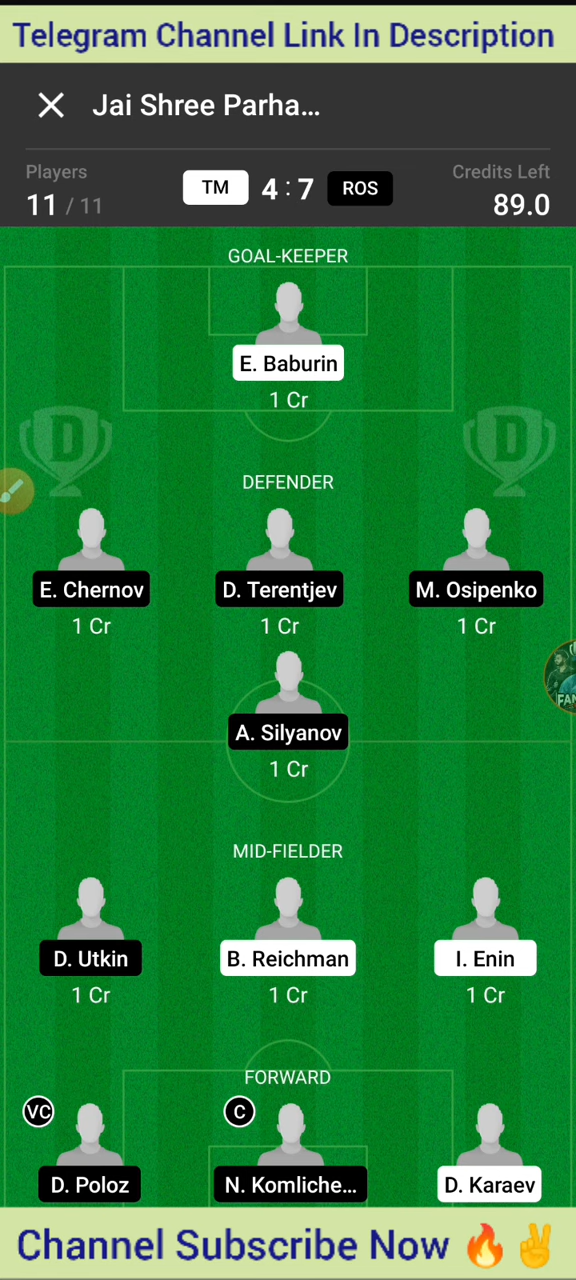 Telegram Channel Link In Description
Jai Shree Parha...
Players
Credits Left
TM 4 : 7 ROS
11 / 11
89.0
GOAL-KEEPER
E. Baburin
1 Cr
D D
DEFENDER
E. Chernov D. Terentjev M. Osipenko
1 Cr 1 Cr 1 Cr
FAN
A. Silyanov
1 Cr
MID-FIELDER
D. Utkin B. Reichman I. Enin
1 Cr 1 Cr 1 Cr
FORWARD
VC C
D. Poloz N. Komliche... D. Karaev
Channel Subscribe Now 🔥✌